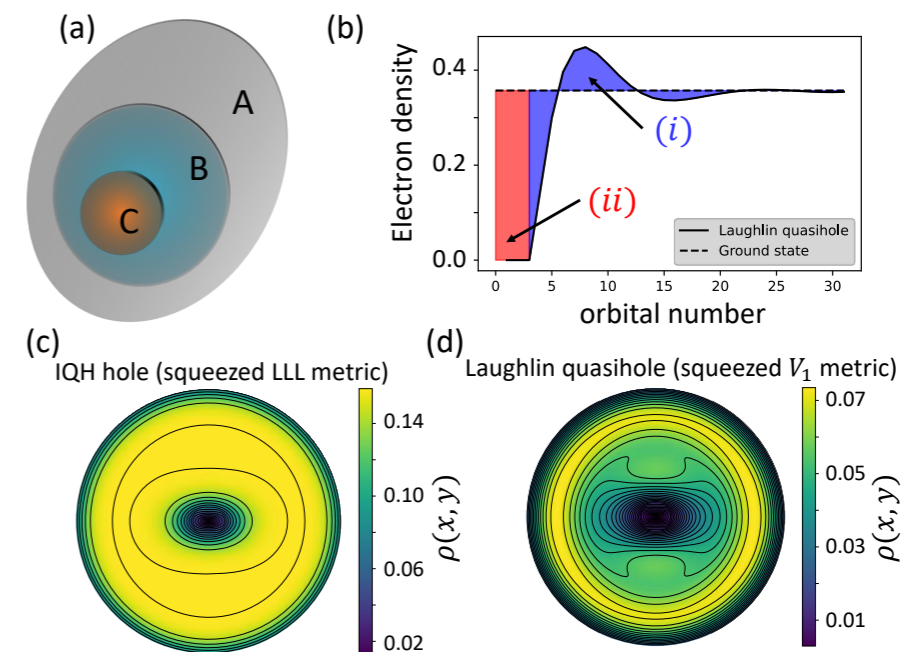 (a)
A
B
C
(b)
Electron density
0.4
0.2
0.0
(i)
(ii)
Laughlin quasihole
Ground state
0 5 10 15 20 25 30
orbital number
(c)
IQH hole (squeezed LLL metric)
0.14
0.10
0.06
0.02
ρ(x, y)
(d)
Laughlin quasihole (squeezed V₁ metric)
0.07
0.05
0.03
0.01
ρ(x, y)